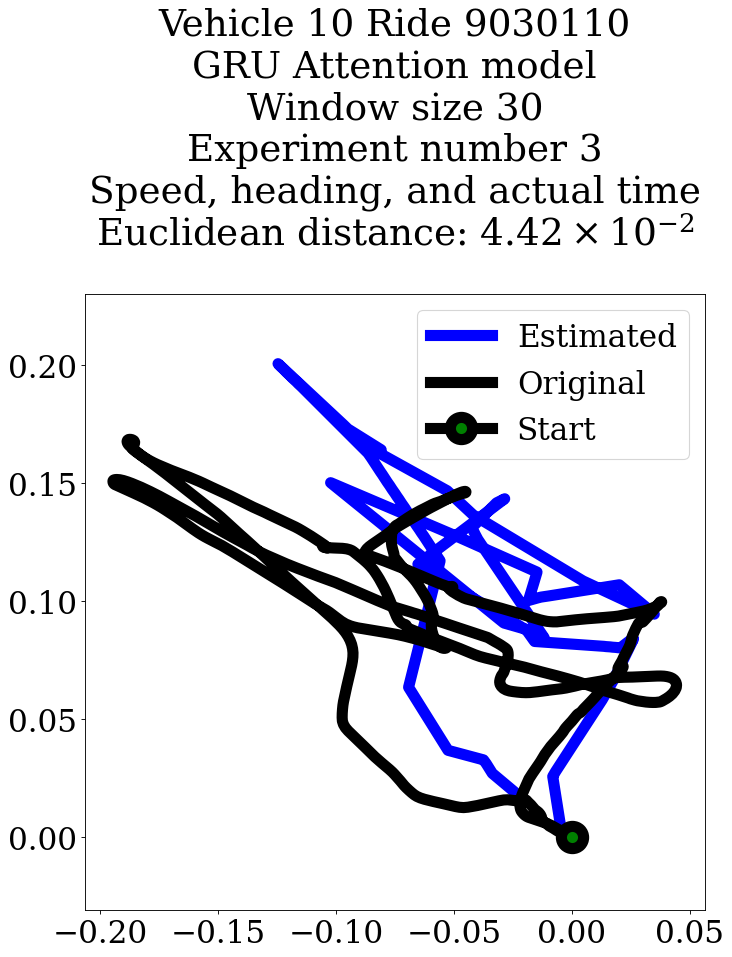 Vehicle 10 Ride 9030110
GRU Attention model
Window size 30
Experiment number 3
Speed, heading, and actual time
Euclidean distance: 4.42 × 10⁻²
Estimated
Original
Start
0.20
0.15
0.10
0.05
0.00
−0.20 −0.15 −0.10 −0.05 0.00 0.05